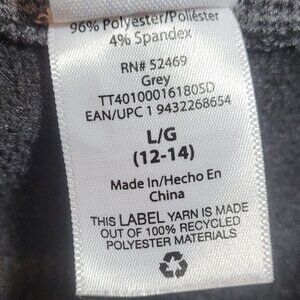 96% Polyester/Poliéster
4% Spandex
RN# 52469
Grey
TT40100016180SD
EAN/UPC 1 9432268654
L/G
(12-14)
Made In/Hecho En
China
THIS LABEL YARN IS MADE
OUT OF 100% RECYCLED
POLYESTER MATERIALS